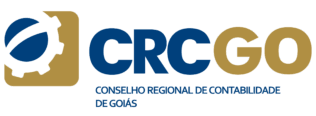 CRCGO
CONSELHO REGIONAL DE CONTABILIDADE
DE GOIÁS